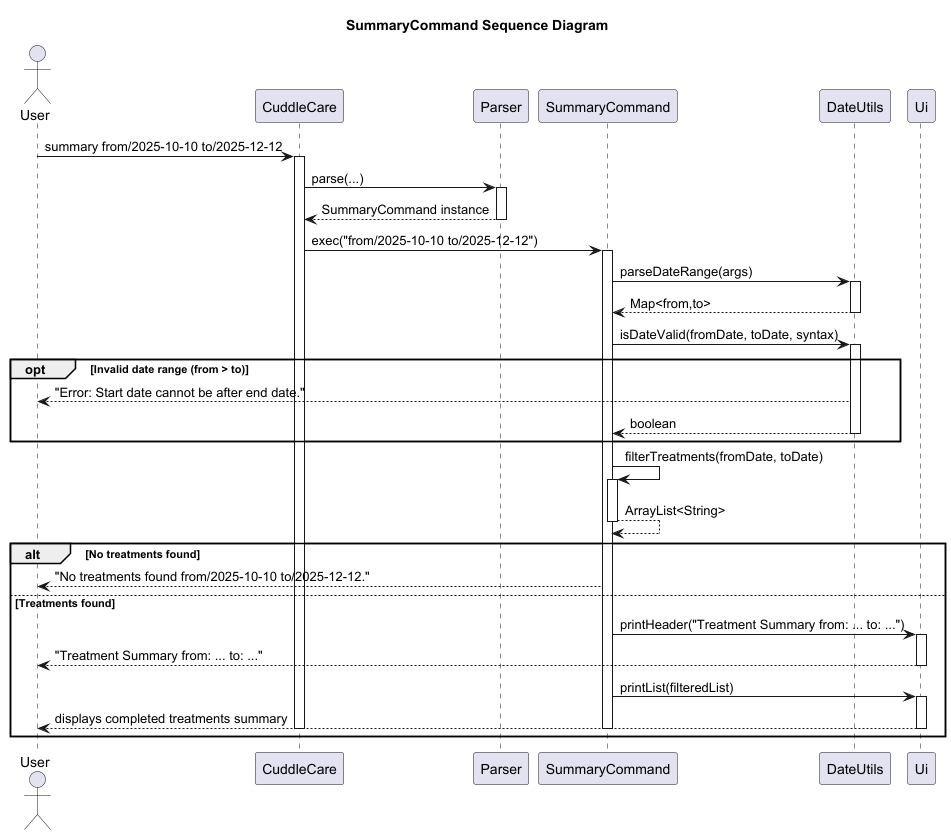 SummaryCommand Sequence Diagram
User
CuddleCare
Parser
SummaryCommand
DateUtils
Ui
summary from/2025-10-10 to/2025-12-12
parse(...)
SummaryCommand instance
exec("from/2025-10-10 to/2025-12-12")
parseDateRange(args)
Map<from,to>
isDateValid(fromDate, toDate, syntax)
opt
[Invalid date range (from > to)]
"Error: Start date cannot be after end date."
boolean
filterTreatments(fromDate, toDate)
ArrayList<String>
alt
[No treatments found]
"No treatments found from/2025-10-10 to/2025-12-12."
[Treatments found]
printHeader("Treatment Summary from: ... to: ...")
"Treatment Summary from: ... to: ..."
printList(filteredList)
displays completed treatments summary
User
CuddleCare
Parser
SummaryCommand
DateUtils
Ui